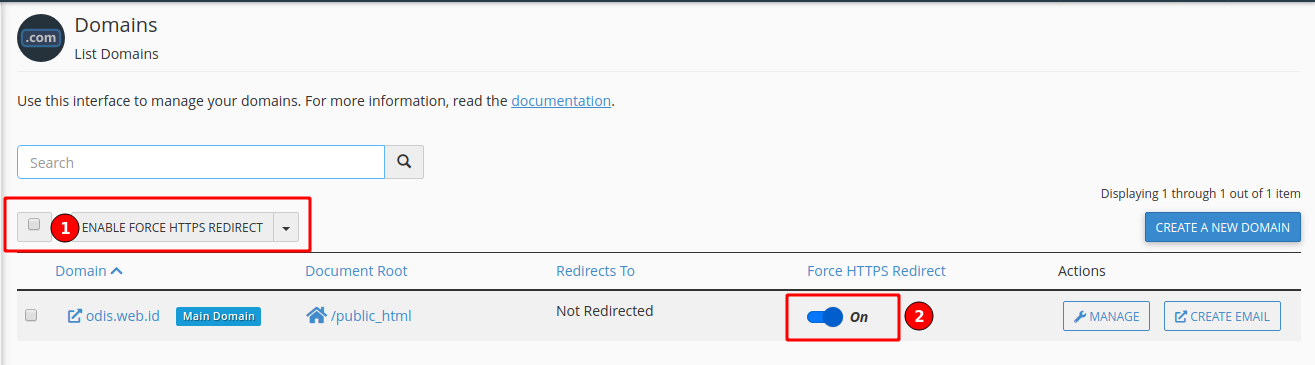 .com
Domains
List Domains
Use this interface to manage your domains. For more information, read the documentation.
Search
Displaying 1 through 1 out of 1 item
1 ENABLE FORCE HTTPS REDIRECT
CREATE A NEW DOMAIN
Domain Document Root Redirects To Force HTTPS Redirect Actions
odis.web.id Main Domain /public_html Not Redirected On 2 MANAGE CREATE EMAIL